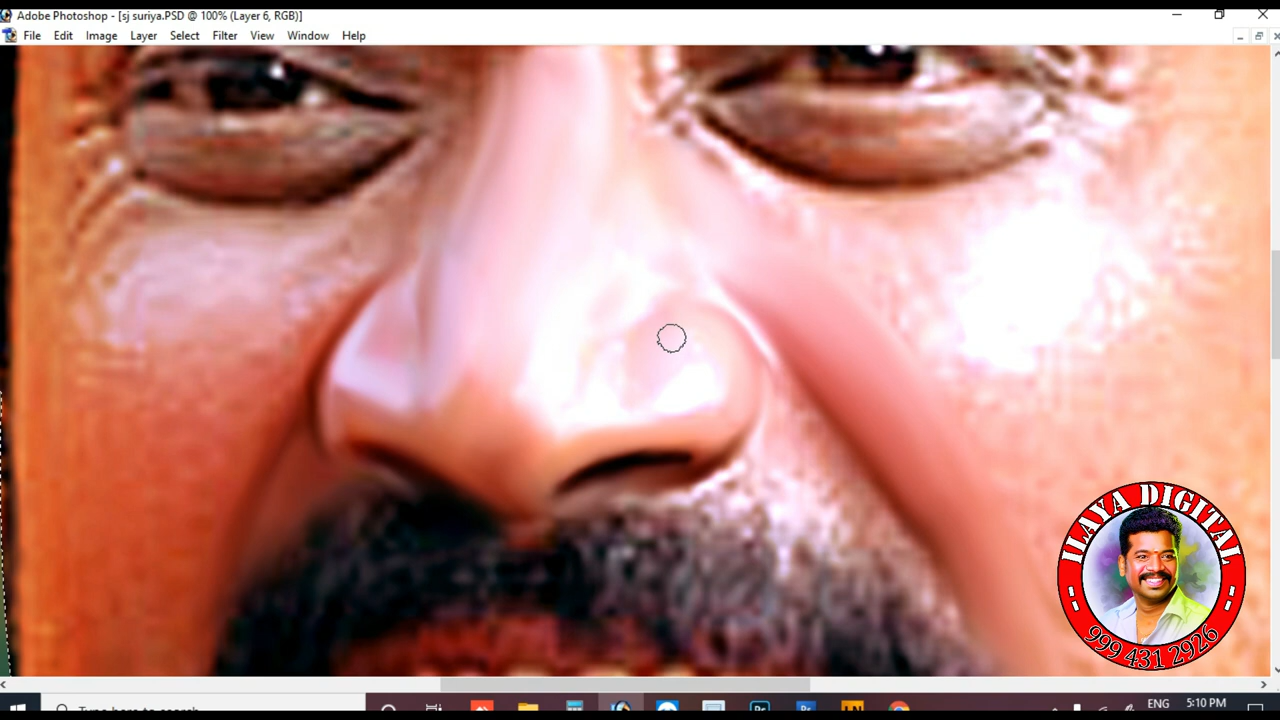 Adobe Photoshop - [sj suriya.PSD @ 100% (Layer 6, RGB)]
File Edit Image Layer Select Filter View Window Help
ILAYA DIGITAL
999 431 2926
ENG 5:10 PM